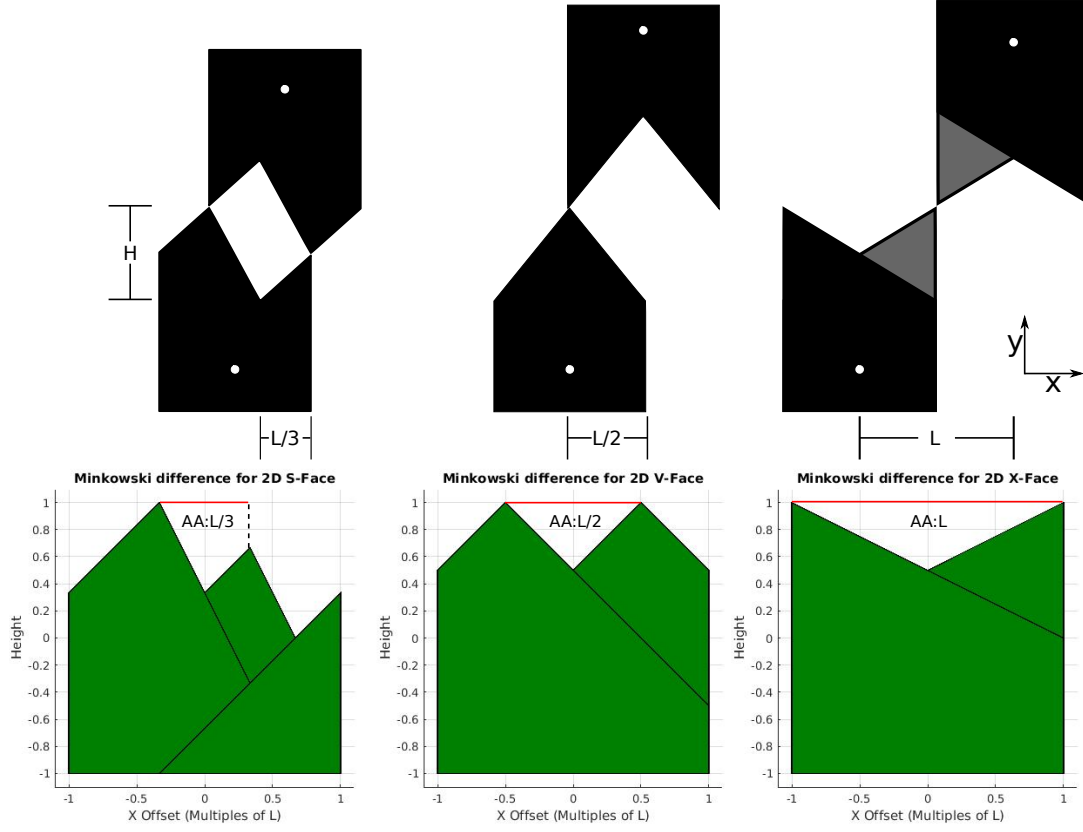 H
y
x
L/3
L/2
L
Minkowski difference for 2D S-Face
AA:L/3
1
0.8
0.6
0.4
0.2
0
-0.2
-0.4
-0.6
-0.8
-1
Height
-1 -0.5 0 0.5 1
X Offset (Multiples of L)
Minkowski difference for 2D V-Face
AA:L/2
1
0.8
0.6
0.4
0.2
0
-0.2
-0.4
-0.6
-0.8
-1
Height
-1 -0.5 0 0.5 1
X Offset (Multiples of L)
Minkowski difference for 2D X-Face
AA:L
1
0.8
0.6
0.4
0.2
0
-0.2
-0.4
-0.6
-0.8
-1
Height
-1 -0.5 0 0.5 1
X Offset (Multiples of L)